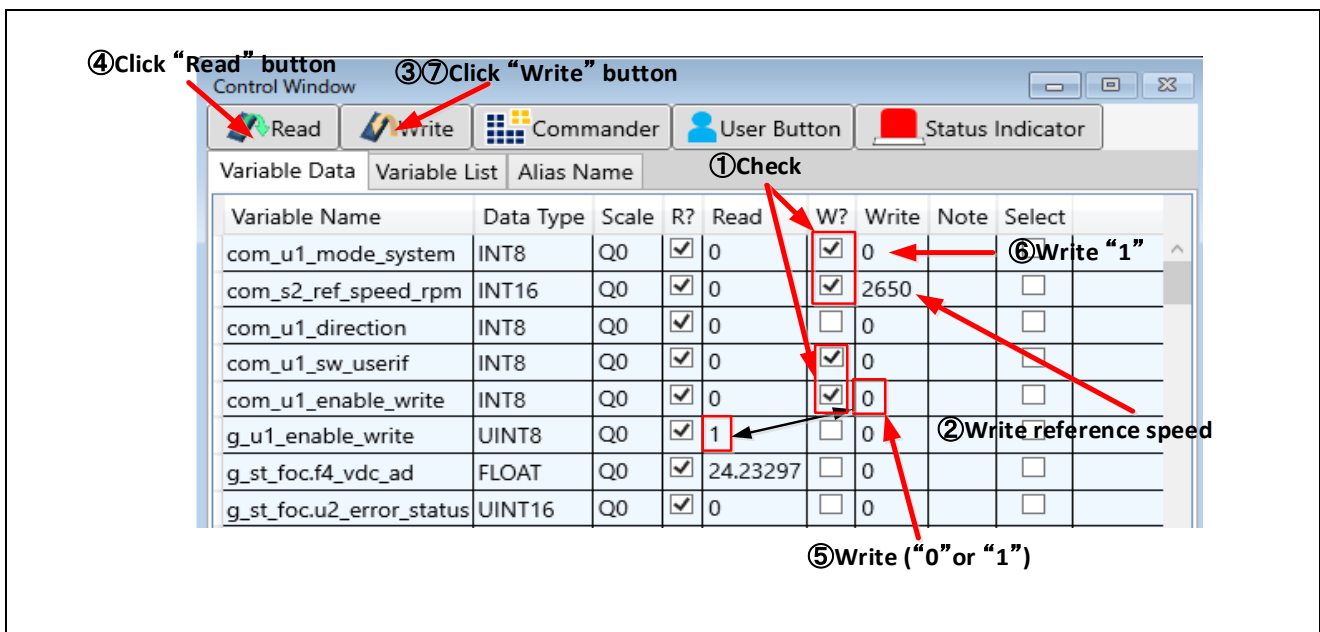 ④Click “Read” button
③⑦Click “Write” button
Control Window
Read Write Commander User Button Status Indicator
Variable Data Variable List Alias Name
①Check
Variable Name Data Type Scale R? Read W? Write Note Select
com_u1_mode_system INT8 Q0 0 0
⑥Write “1”
com_s2_ref_speed_rpm INT16 Q0 0 2650
com_u1_direction INT8 Q0 0 0
com_u1_sw_userif INT8 Q0 0 0
com_u1_enable_write INT8 Q0 0 0
g_u1_enable_write UINT8 Q0 1 0
②Write reference speed
g_st_foc.f4_vdc_ad FLOAT Q0 24.23297 0
g_st_foc.u2_error_status UINT16 Q0 0 0
⑤Write (“0”or “1”)